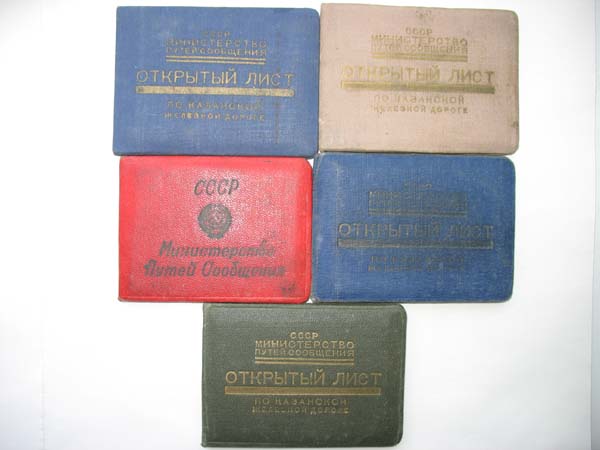 СССР
МИНИСТЕРСТВО
ПУТЕЙ СООБЩЕНИЯ
ОТКРЫТЫЙ ЛИСТ
ПО КАЗАНСКОЙ
ЖЕЛЕЗНОЙ ДОРОГЕ
СССР
МИНИСТЕРСТВО
ПУТЕЙ СООБЩЕНИЯ
ОТКРЫТЫЙ ЛИСТ
ПО КАЗАНСКОЙ
ЖЕЛЕЗНОЙ ДОРОГЕ
СССР
Министерство
Путей Сообщения
ОТКРЫТЫЙ ЛИСТ
СССР
МИНИСТЕРСТВО
ПУТЕЙ СООБЩЕНИЯ
ОТКРЫТЫЙ ЛИСТ
ПО КАЗАНСКОЙ
ЖЕЛЕЗНОЙ ДОРОГЕ